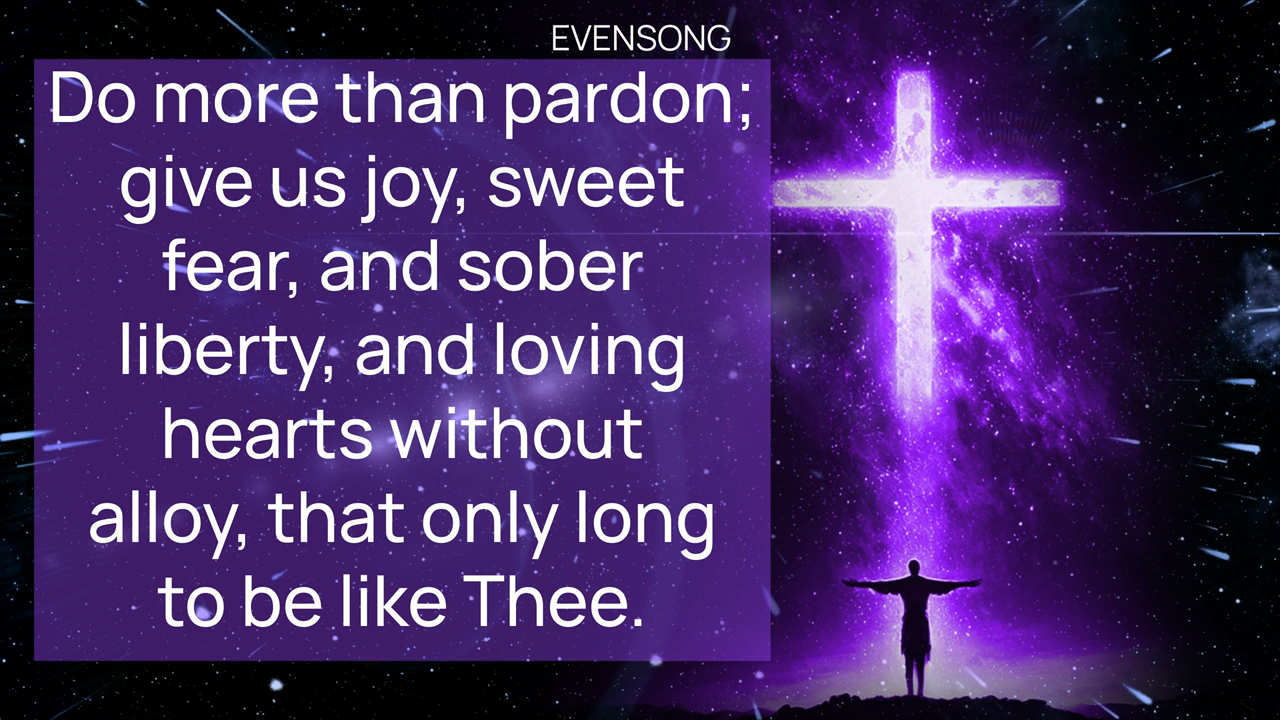 EVENSONG
Do more than pardon;
give us joy, sweet
fear, and sober
liberty, and loving
hearts without
alloy, that only long
to be like Thee.